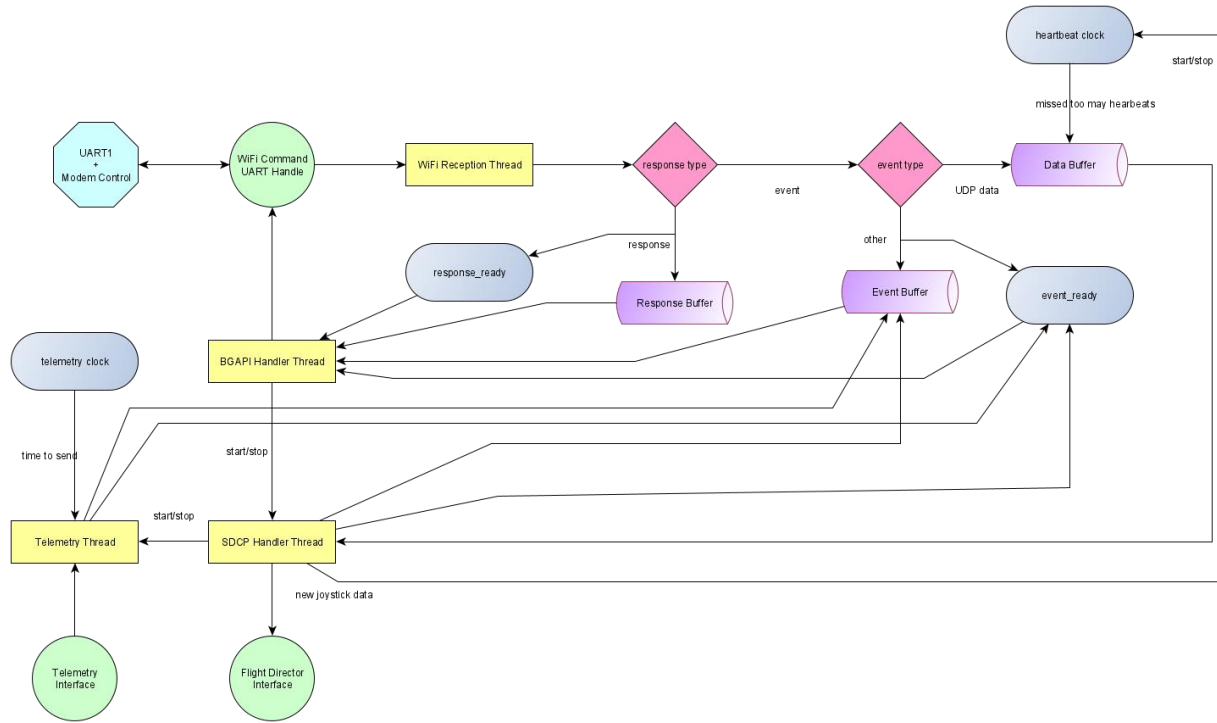 heartbeat clock
start/stop
missed too may hearbeats
UART1
+
Modem Control
WiFi Command
UART Handle
WiFi Reception Thread
response type
event
event type
UDP data
Data Buffer
response
other
response_ready
Response Buffer
Event Buffer
event_ready
telemetry clock
BGAPI Handler Thread
time to send
start/stop
start/stop
Telemetry Thread
SDCP Handler Thread
new joystick data
Telemetry
Interface
Flight Director
Interface